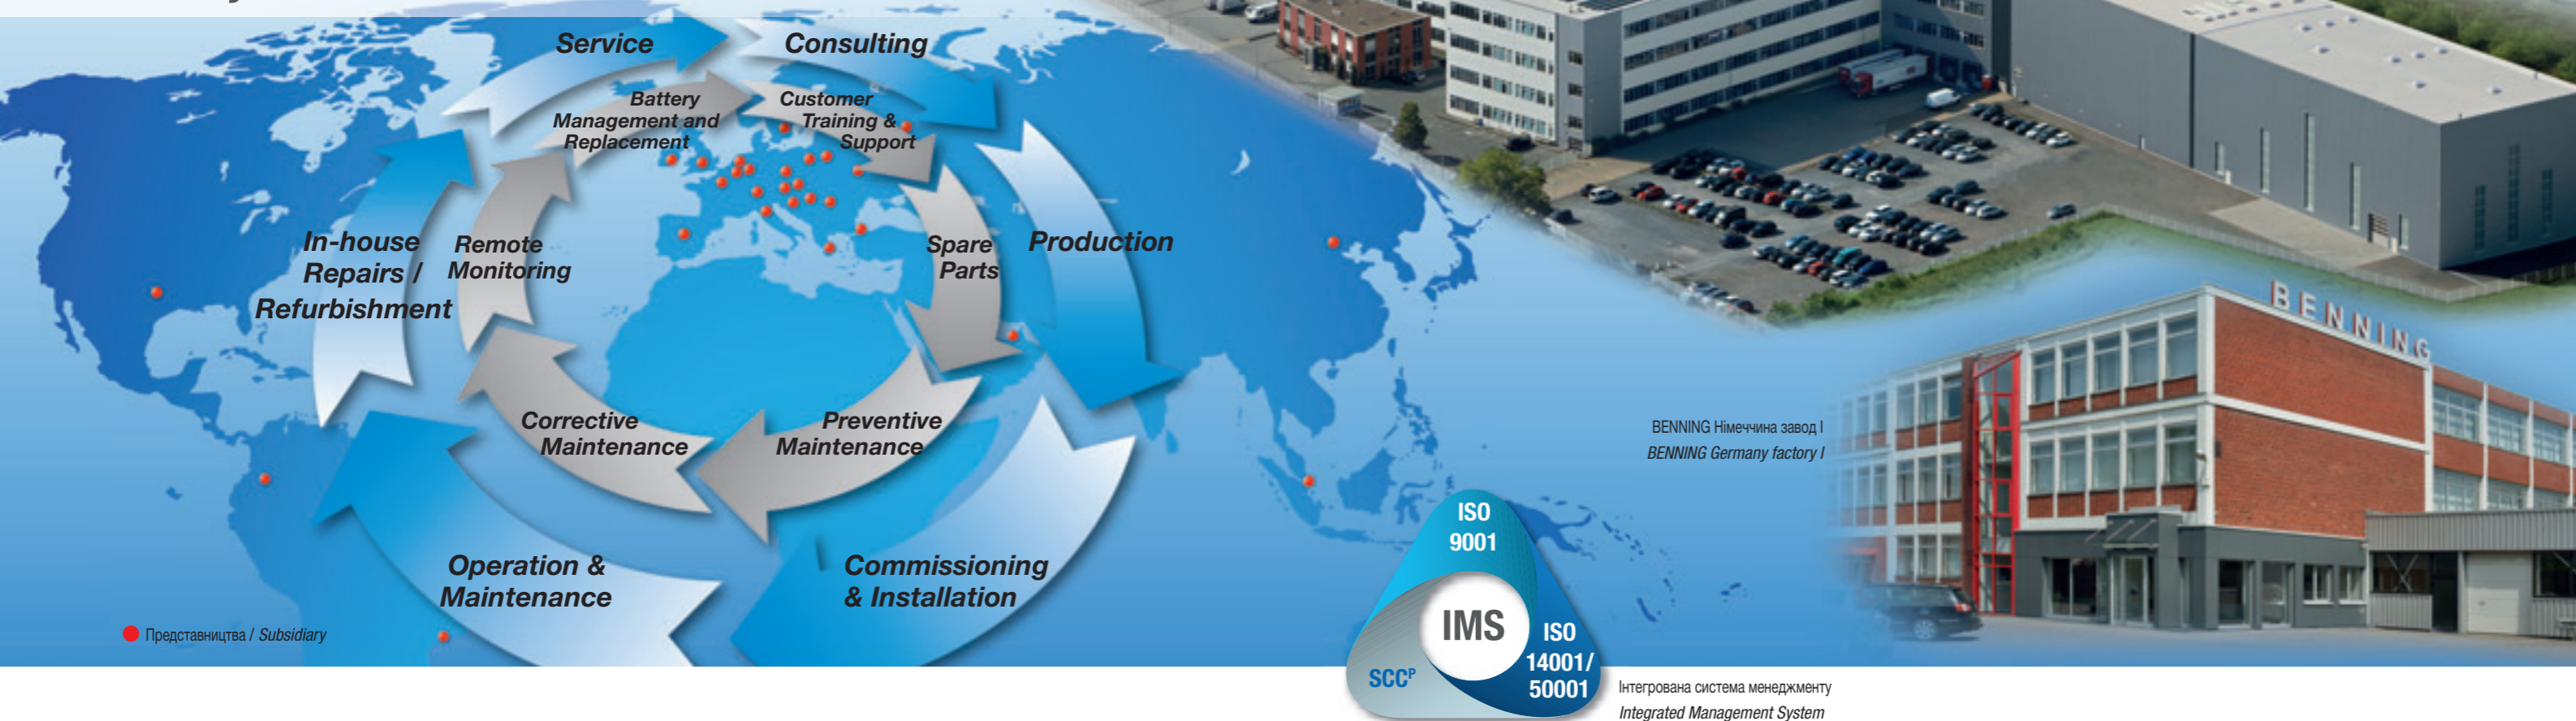 Service
Consulting
Battery
Management and
Replacement
Customer
Training &
Support
In-house
Repairs /
Refurbishment
Remote
Monitoring
Spare
Parts
Production
Corrective
Maintenance
Preventive
Maintenance
Operation &
Maintenance
Commissioning
& Installation
Представництва / Subsidiary
BENNING
BENNING Німеччина завод I
BENNING Germany factory I
ISO
9001
IMS
ISO
14001/
50001
SCCᴾ
Інтегрована система менеджменту
Integrated Management System